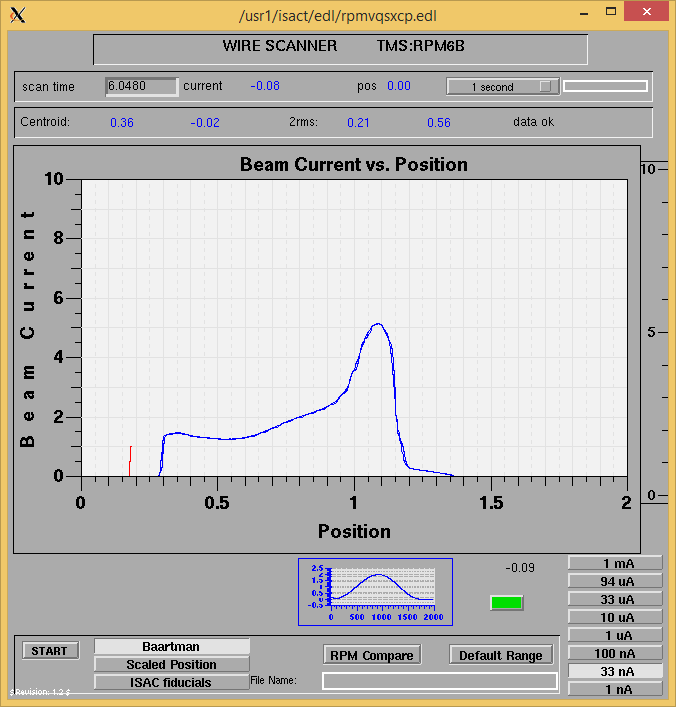 /usr1/isact/edl/rpmvqsxcp.edl
WIRE SCANNER TMS:RPM6B
scan time 6.0480 current -0.08 pos 0.00 1 second
Centroid: 0.36 -0.02 2rms: 0.21 0.56 data ok
Beam Current vs. Position
Beam Current
10
8
6
4
2
0
0 0.5 1 1.5 2
Position
10
5
0
2.5
1.5
0.5
-0.5
0 500 1000 1500 2000
-0.09
1 mA
94 uA
33 uA
10 uA
1 uA
100 nA
33 nA
1 nA
START
Baartman
Scaled Position
ISAC fiducials
RPM Compare
Default Range
File Name:
$Revision: 1.2 $